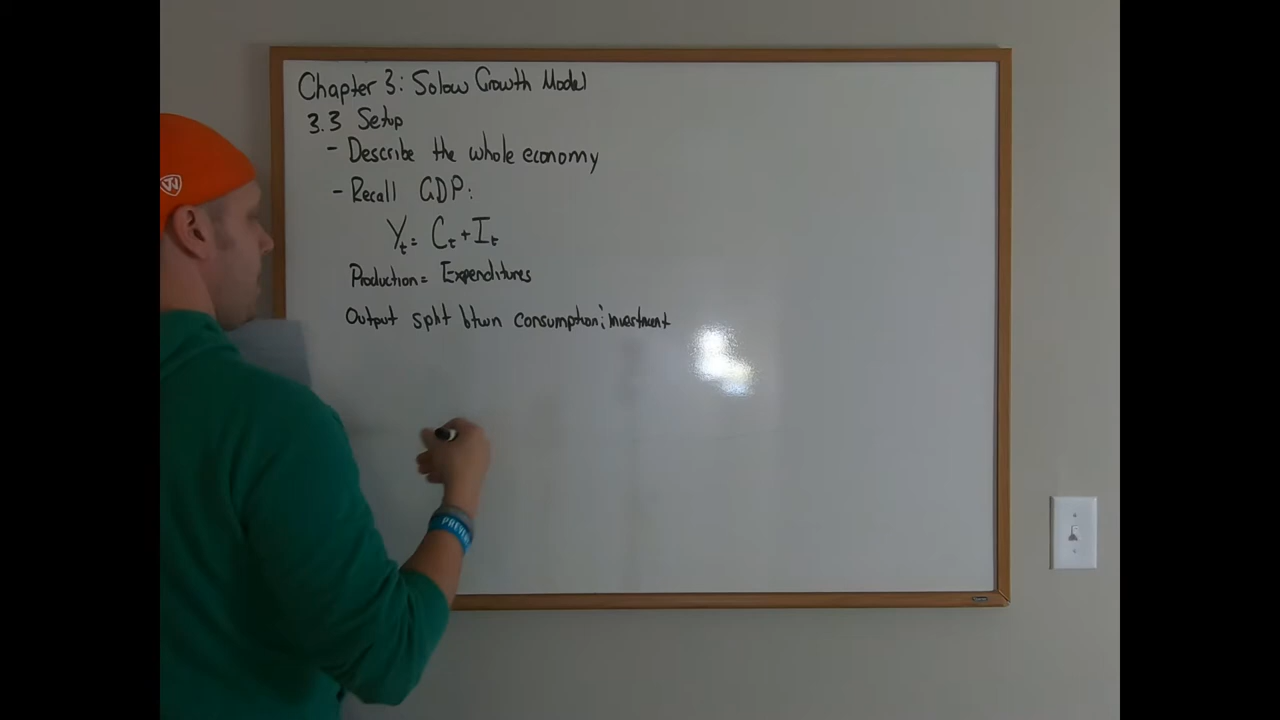 Chapter 3: Solow Growth Model
3.3 Setup
- Describe the whole economy
- Recall GDP:
Yt = Ct + It
Production = Expenditures
Output split btwn consumption ; investment
PREVI